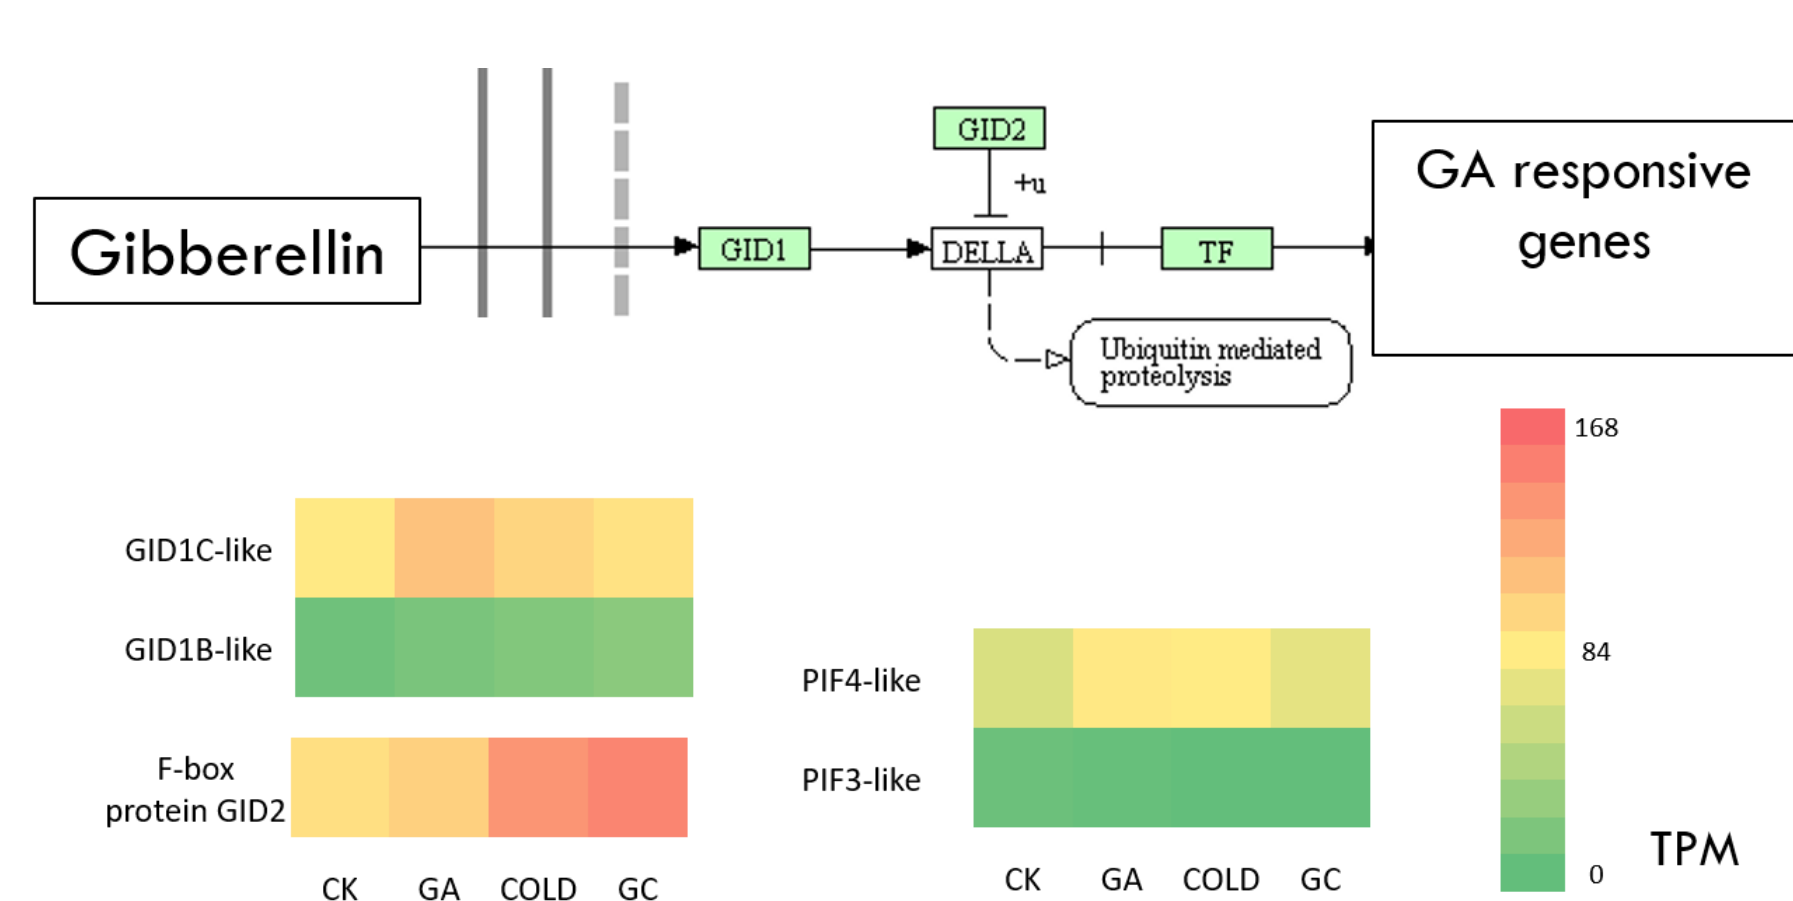 GID2
+u
GA responsive
genes
Gibberellin
GID1
DELLA
TF
Ubiquitin mediated
proteolysis
168
GID1C-like
GID1B-like
84
PIF4-like
F-box
protein GID2
PIF3-like
TPM
0
CK GA COLD GC
CK GA COLD GC